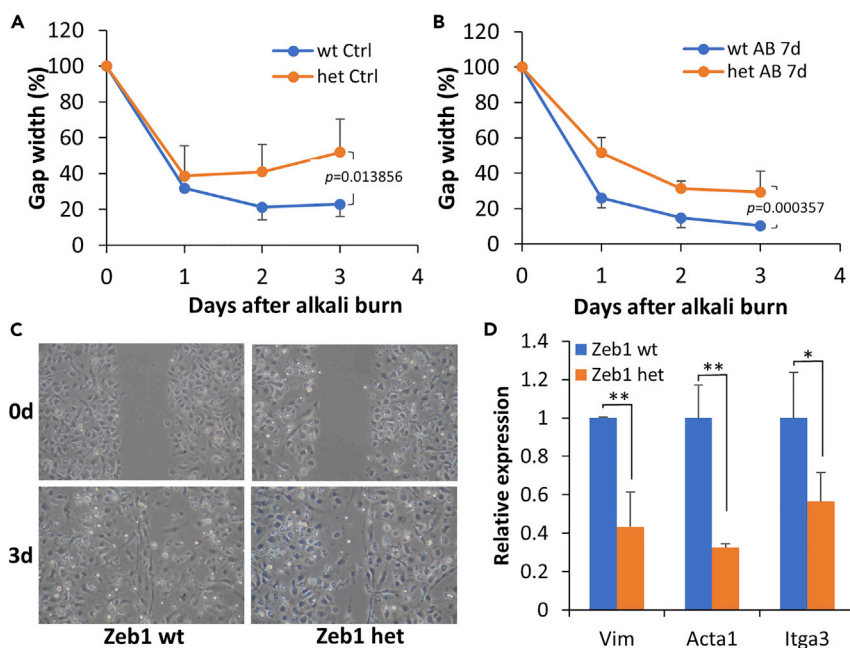 A
120
100
80
60
40
20
0
Gap width (%)
wt Ctrl
het Ctrl
p=0.013856
0 1 2 3 4
Days after alkali burn
B
120
100
80
60
40
20
0
Gap width (%)
wt AB 7d
het AB 7d
p=0.000357
0 1 2 3 4
Days after alkali burn
C
0d
3d
Zeb1 wt Zeb1 het
D
1.4
1.2
1
0.8
0.6
0.4
0.2
0
Relative expression
Zeb1 wt
Zeb1 het
**
**
*
Vim Acta1 Itga3